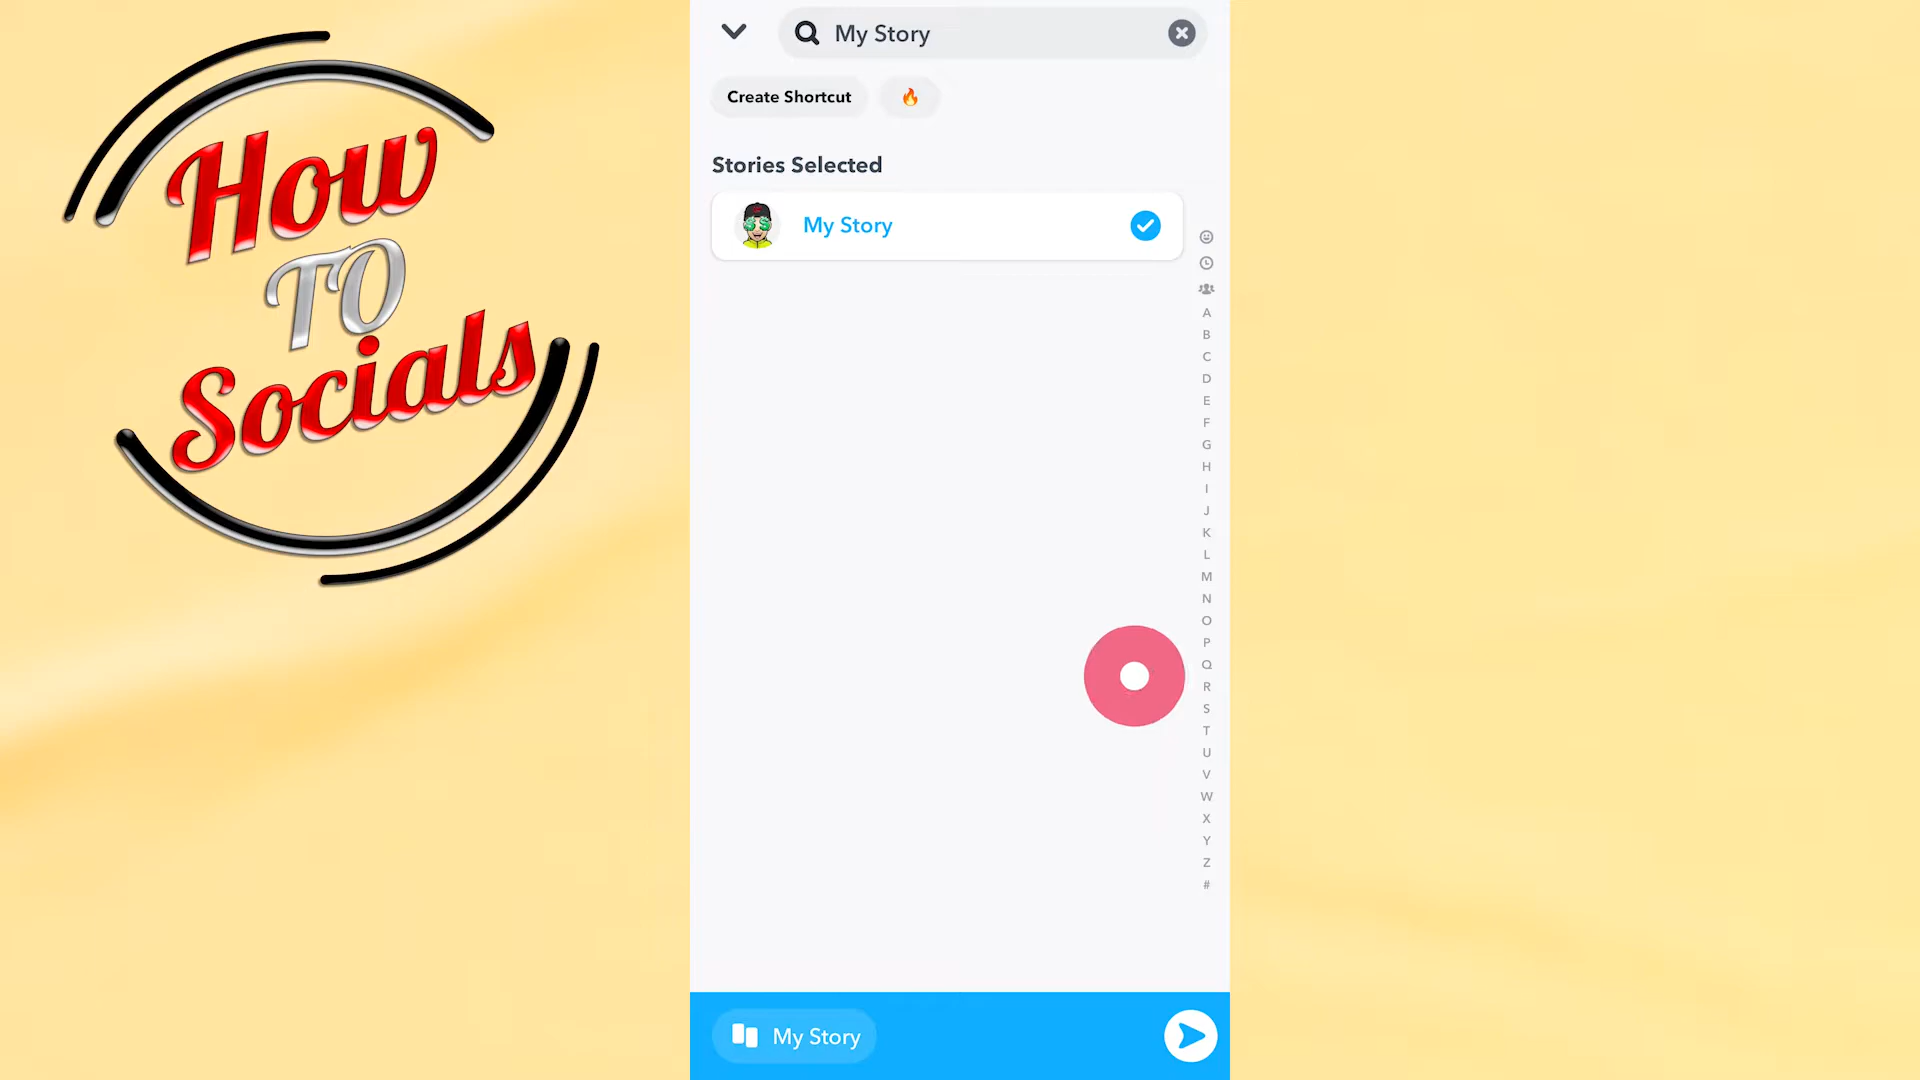 How
TO
Socials
My Story
Create Shortcut 🔥
Stories Selected
My Story
A
B
C
D
E
F
G
H
I
J
K
L
M
N
O
P
Q
R
S
T
U
V
W
X
Y
Z
#
My Story